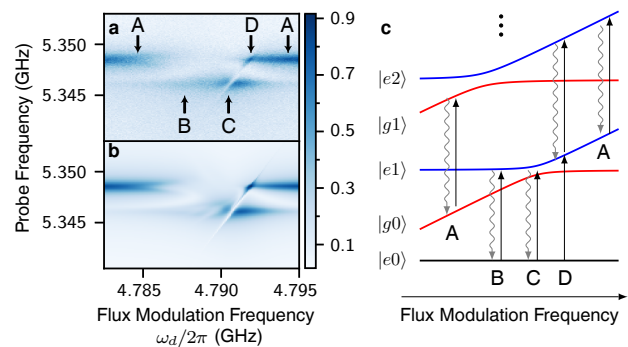 a
A
D
A
B
C
b
5.350
5.345
5.350
5.345
Probe Frequency (GHz)
4.785
4.790
4.795
Flux Modulation Frequency
ω_d/2π (GHz)
0.9
0.7
0.5
0.3
0.1
c
|e2⟩
|g1⟩
|e1⟩
|g0⟩
|e0⟩
A
A
B
C
D
Flux Modulation Frequency